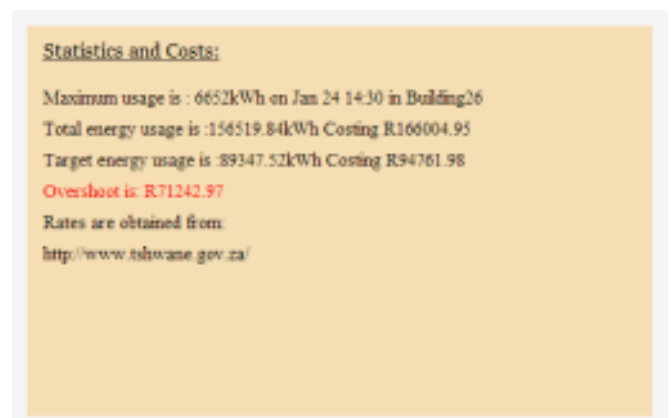 Statistics and Costs:
Maximum usage is : 6652kWh on Jan 24 14:30 in Building26
Total energy usage is :156519.84kWh Costing R166004.95
Target energy usage is :89347.52kWh Costing R94761.98
Overshoot is: R71242.97
Rates are obtained from:
http://www.tshwane.gov.za/